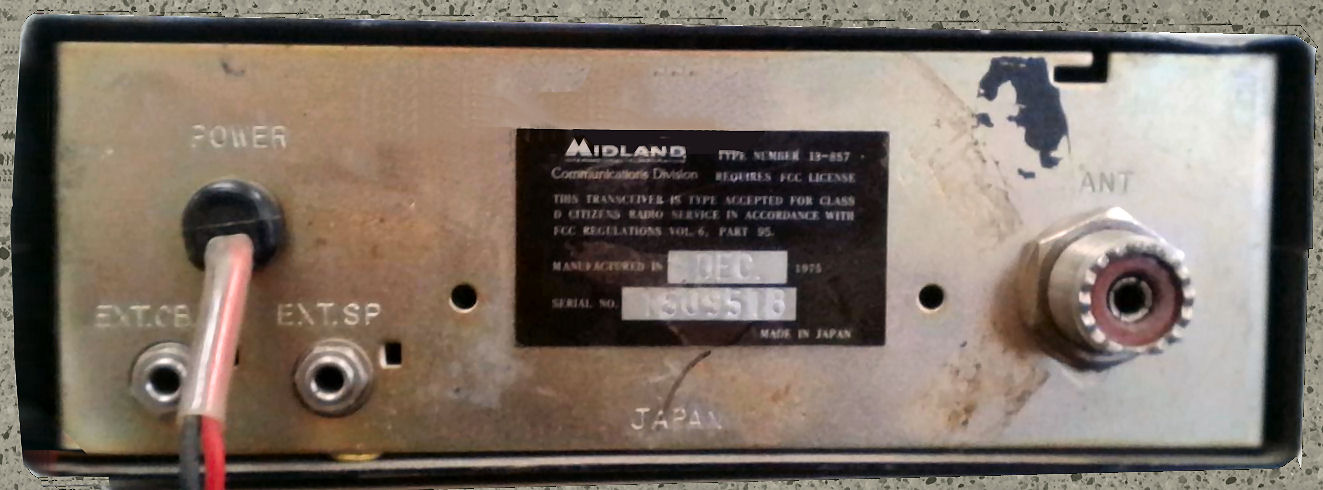 POWER
EXT.CB
EXT.SP
MIDLAND
Communications Division
TYPE NUMBER 13-857
REQUIRES FCC LICENSE
THIS TRANSCEIVER IS TYPE ACCEPTED FOR CLASS
D CITIZENS RADIO SERVICE IN ACCORDANCE WITH
FCC REGULATIONS VOL. 6, PART 95.
MANUFACTURED IN DEC. 1975
SERIAL NO.
MADE IN JAPAN
JAPAN
ANT